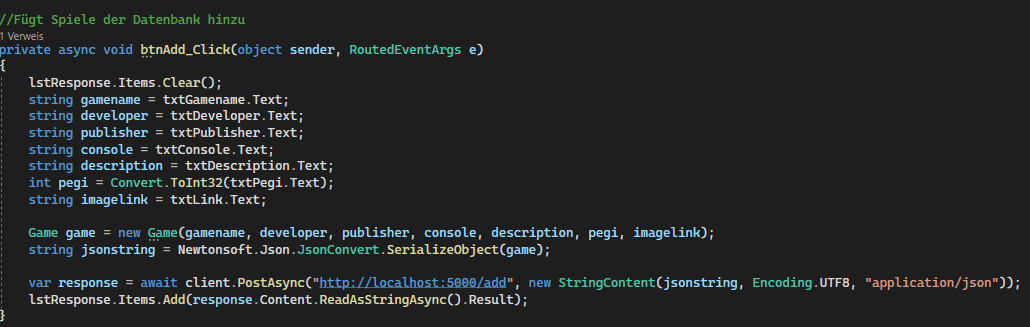 //Fügt Spiele der Datenbank hinzu
1 Verweis
private async void btnAdd_Click(object sender, RoutedEventArgs e)
{
    lstResponse.Items.Clear();
    string gamename = txtGamename.Text;
    string developer = txtDeveloper.Text;
    string publisher = txtPublisher.Text;
    string console = txtConsole.Text;
    string description = txtDescription.Text;
    int pegi = Convert.ToInt32(txtPegi.Text);
    string imagelink = txtLink.Text;

    Game game = new Game(gamename, developer, publisher, console, description, pegi, imagelink);
    string jsonstring = Newtonsoft.Json.JsonConvert.SerializeObject(game);

    var response = await client.PostAsync("http://localhost:5000/add", new StringContent(jsonstring, Encoding.UTF8, "application/json"));
    lstResponse.Items.Add(response.Content.ReadAsStringAsync().Result);
}